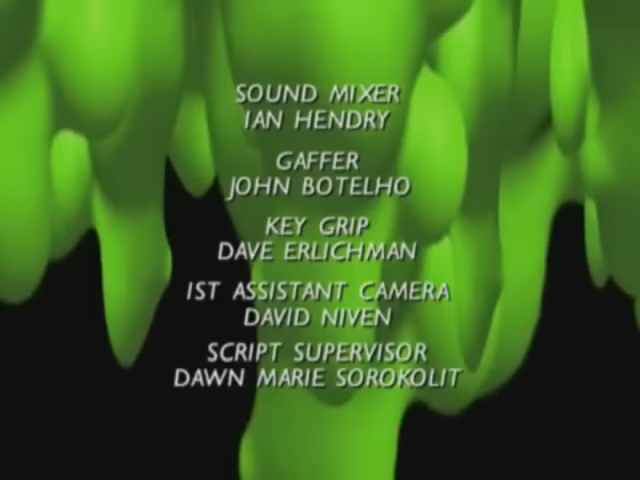 SOUND MIXER
IAN HENDRY
GAFFER
JOHN BOTELHO
KEY GRIP
DAVE ERLICHMAN
IST ASSISTANT CAMERA
DAVID NIVEN
SCRIPT SUPERVISOR
DAWN MARIE SOROKOLIT